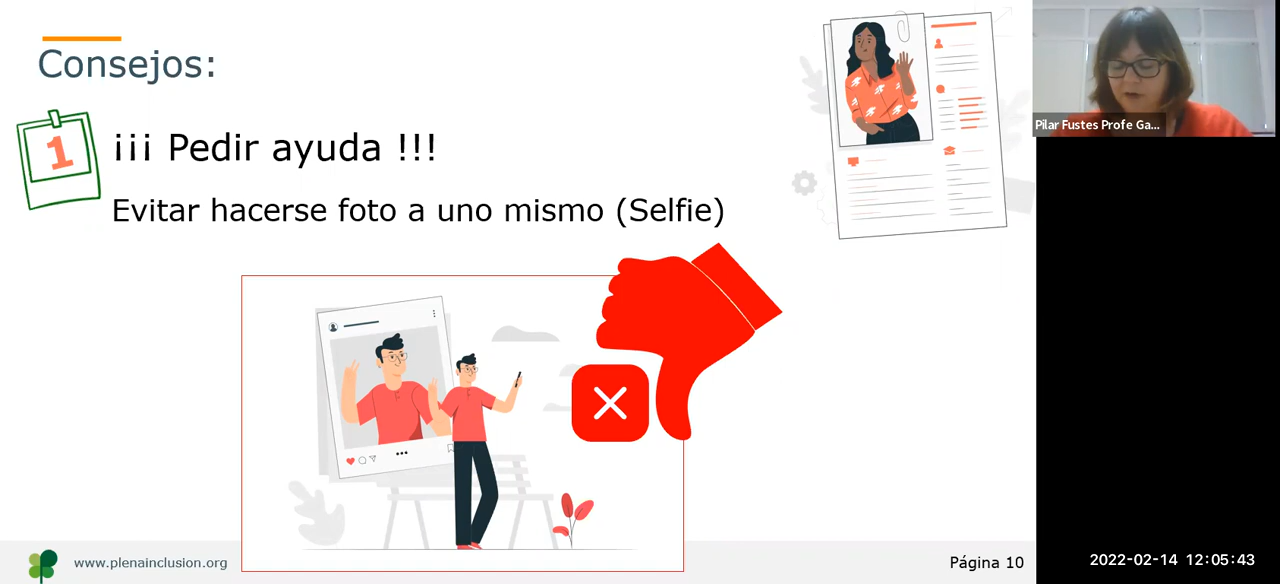 Consejos:
1
¡¡¡ Pedir ayuda !!!
Evitar hacerse foto a uno mismo (Selfie)
Pilar Fustes Profe Ga...
www.plenainclusion.org
Página 10
2022-02-14 12:05:43